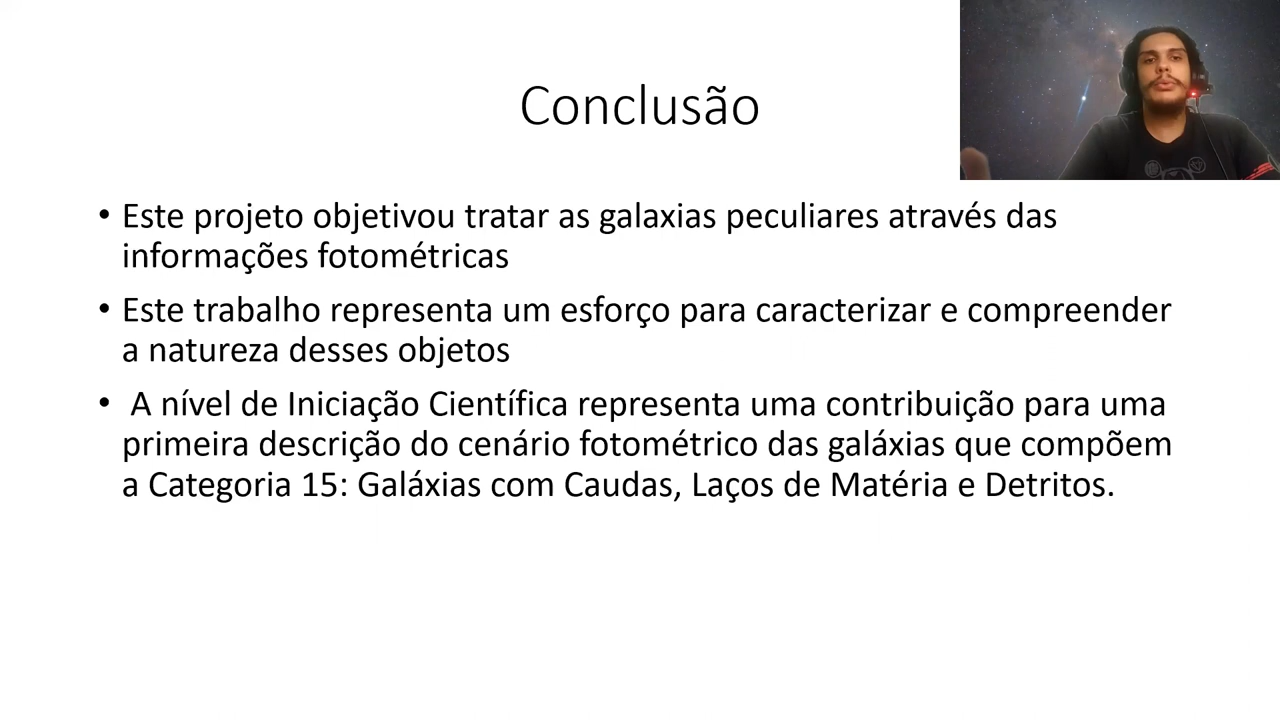 Conclusão
• Este projeto objetivou tratar as galaxias peculiares através das
informações fotométricas
• Este trabalho representa um esforço para caracterizar e compreender
a natureza desses objetos
• A nível de Iniciação Científica representa uma contribuição para uma
primeira descrição do cenário fotométrico das galáxias que compõem
a Categoria 15: Galáxias com Caudas, Laços de Matéria e Detritos.